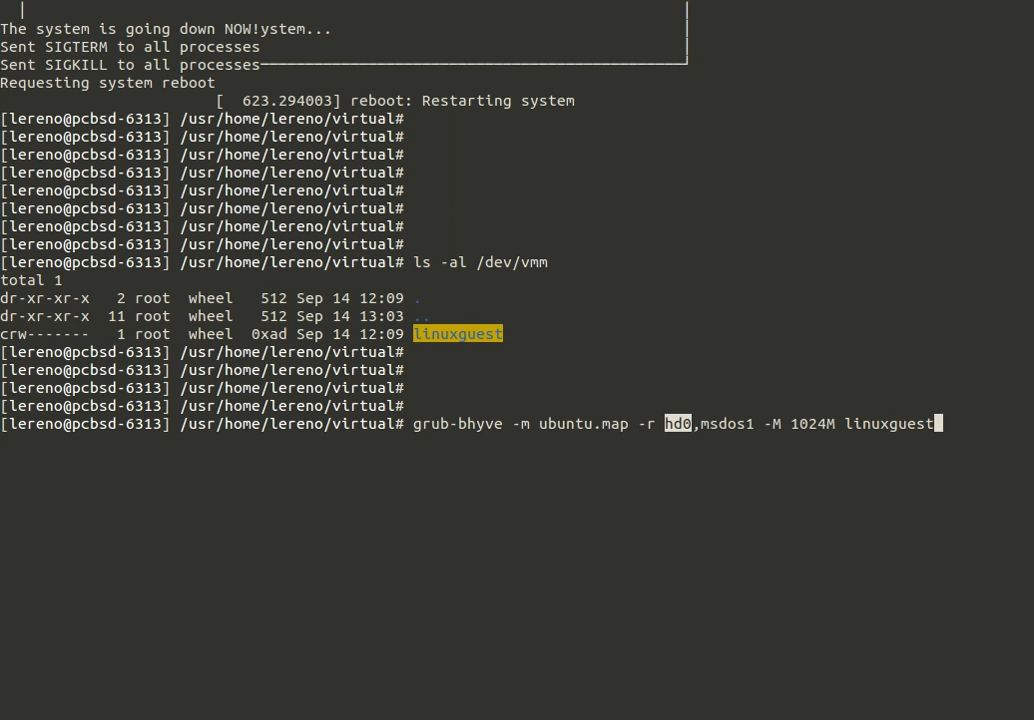 The system is going down NOW!ystem...
Sent SIGTERM to all processes
Sent SIGKILL to all processes
Requesting system reboot
[  623.294003] reboot: Restarting system
[lereno@pcbsd-6313] /usr/home/lereno/virtual#
[lereno@pcbsd-6313] /usr/home/lereno/virtual#
[lereno@pcbsd-6313] /usr/home/lereno/virtual#
[lereno@pcbsd-6313] /usr/home/lereno/virtual#
[lereno@pcbsd-6313] /usr/home/lereno/virtual#
[lereno@pcbsd-6313] /usr/home/lereno/virtual#
[lereno@pcbsd-6313] /usr/home/lereno/virtual#
[lereno@pcbsd-6313] /usr/home/lereno/virtual#
[lereno@pcbsd-6313] /usr/home/lereno/virtual# ls -al /dev/vmm
total 1
dr-xr-xr-x   2 root  wheel   512 Sep 14 12:09 .
dr-xr-xr-x  11 root  wheel   512 Sep 14 13:03 ..
crw-------   1 root  wheel  0xad Sep 14 12:09 linuxguest
[lereno@pcbsd-6313] /usr/home/lereno/virtual#
[lereno@pcbsd-6313] /usr/home/lereno/virtual#
[lereno@pcbsd-6313] /usr/home/lereno/virtual#
[lereno@pcbsd-6313] /usr/home/lereno/virtual#
[lereno@pcbsd-6313] /usr/home/lereno/virtual# grub-bhyve -m ubuntu.map -r hd0,msdos1 -M 1024M linuxguest